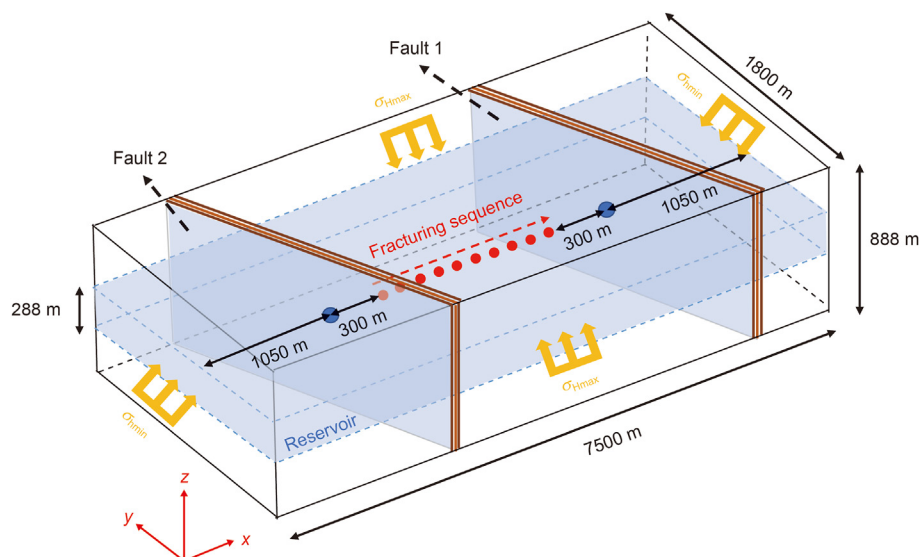 Fault 1
1800 m
σHmax
σhmin
Fault 2
Fracturing sequence
1050 m
300 m
888 m
288 m
300 m
1050 m
σHmax
σhmin
Reservoir
7500 m
z
y
x